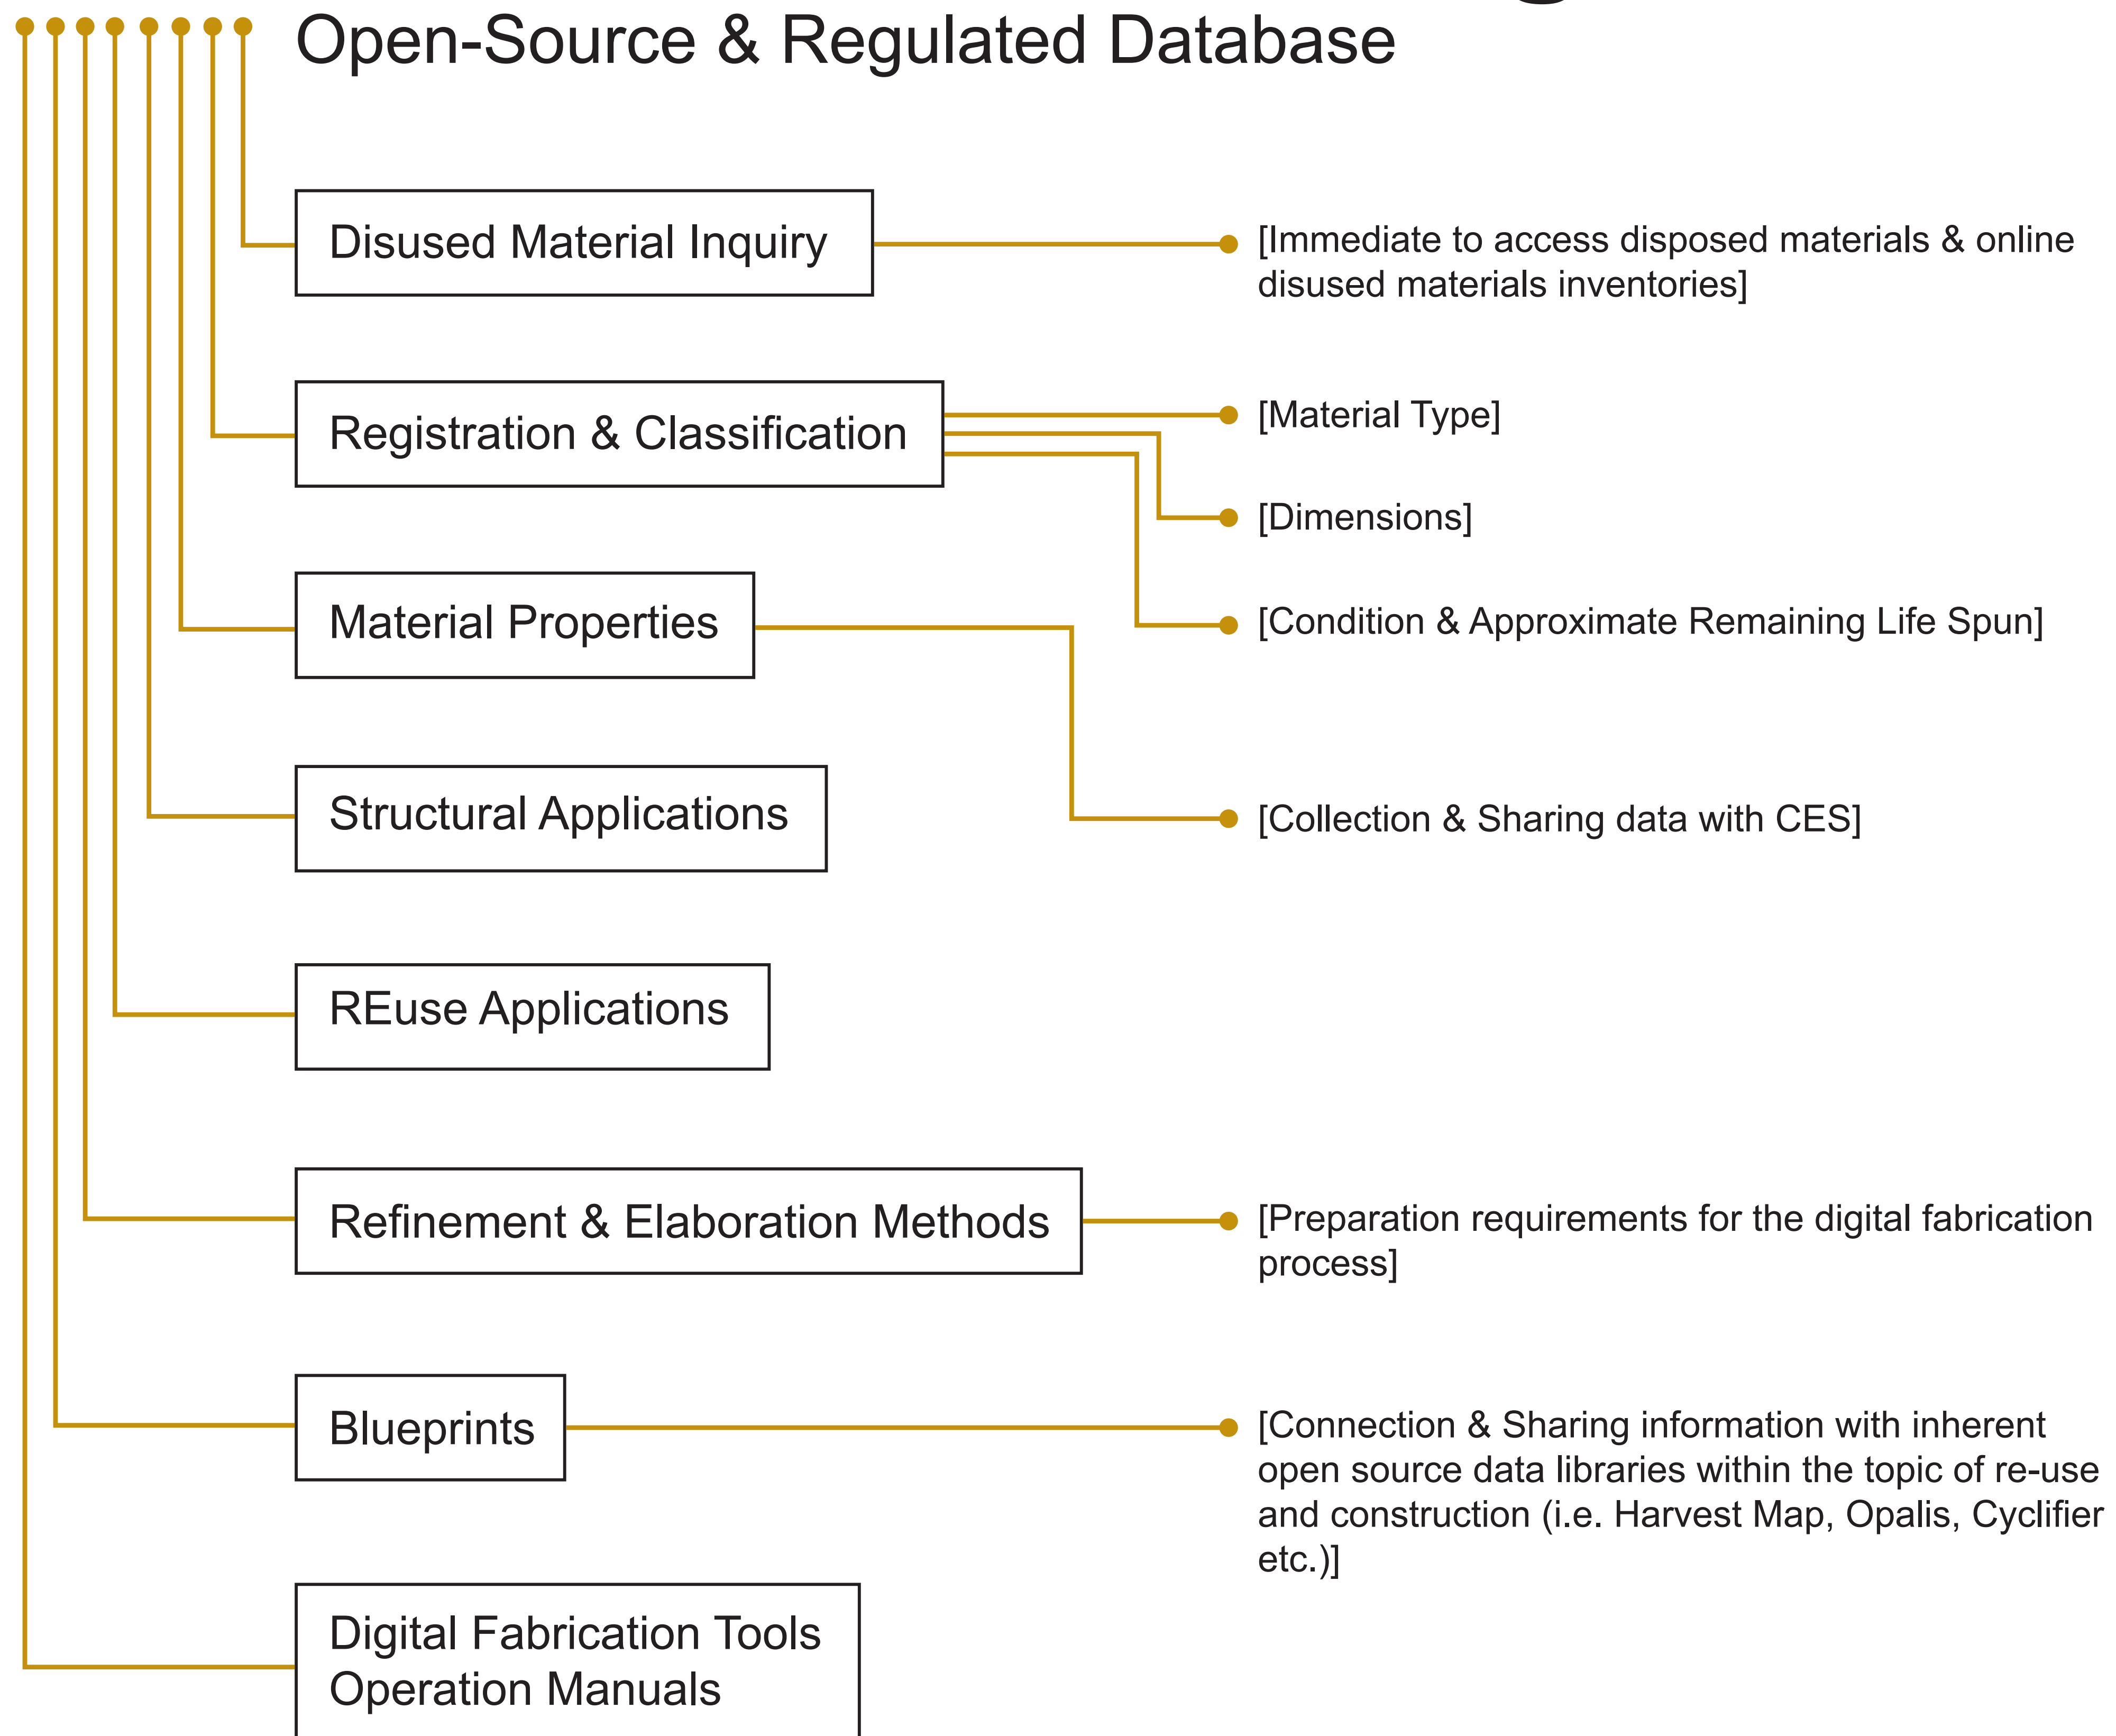 Open-Source & Regulated Database
Disused Material Inquiry
[Immediate to access disposed materials & online
disused materials inventories]
Registration & Classification
[Material Type]
[Dimensions]
[Condition & Approximate Remaining Life Spun]
Material Properties
[Collection & Sharing data with CES]
Structural Applications
REuse Applications
Refinement & Elaboration Methods
[Preparation requirements for the digital fabrication
process]
Blueprints
[Connection & Sharing information with inherent
open source data libraries within the topic of re-use
and construction (i.e. Harvest Map, Opalis, Cyclifier
etc.)]
Digital Fabrication Tools
Operation Manuals